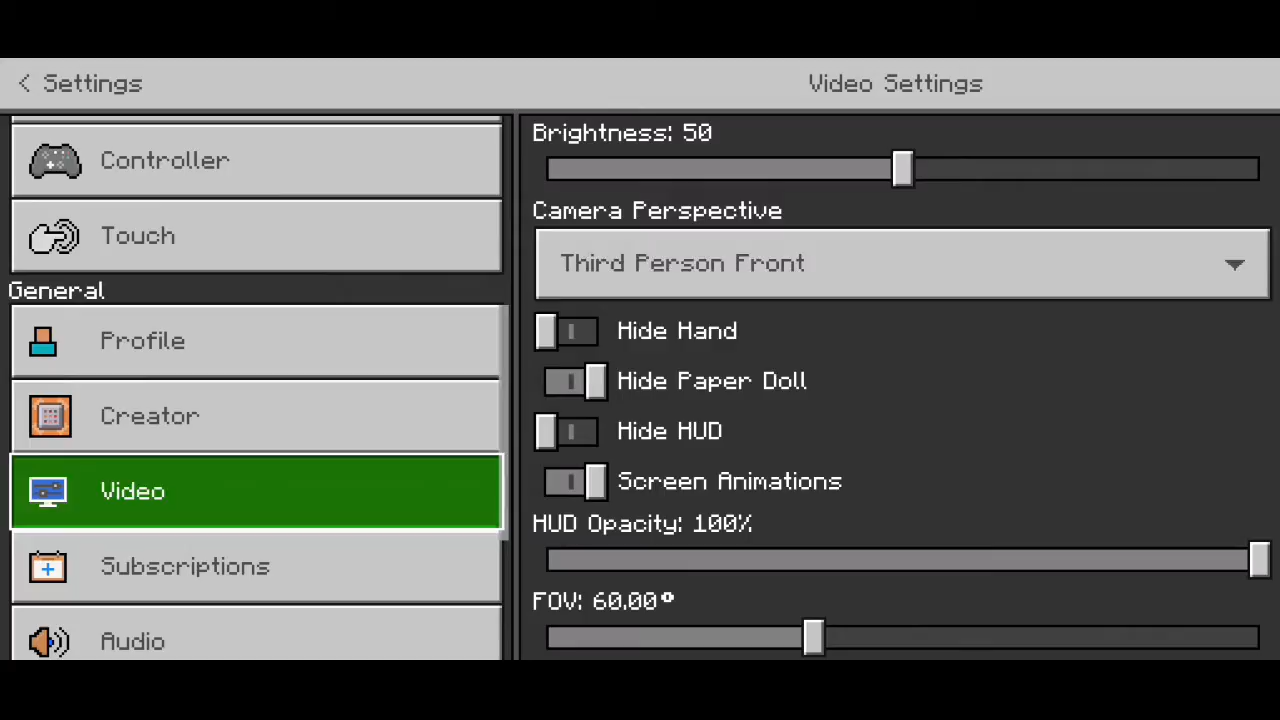 Settings
Video Settings
Controller
Touch
General
Profile
Creator
Video
Subscriptions
Audio
Brightness: 50
Camera Perspective
Third Person Front
Hide Hand
Hide Paper Doll
Hide HUD
Screen Animations
HUD Opacity: 100%
FOV: 60.00°